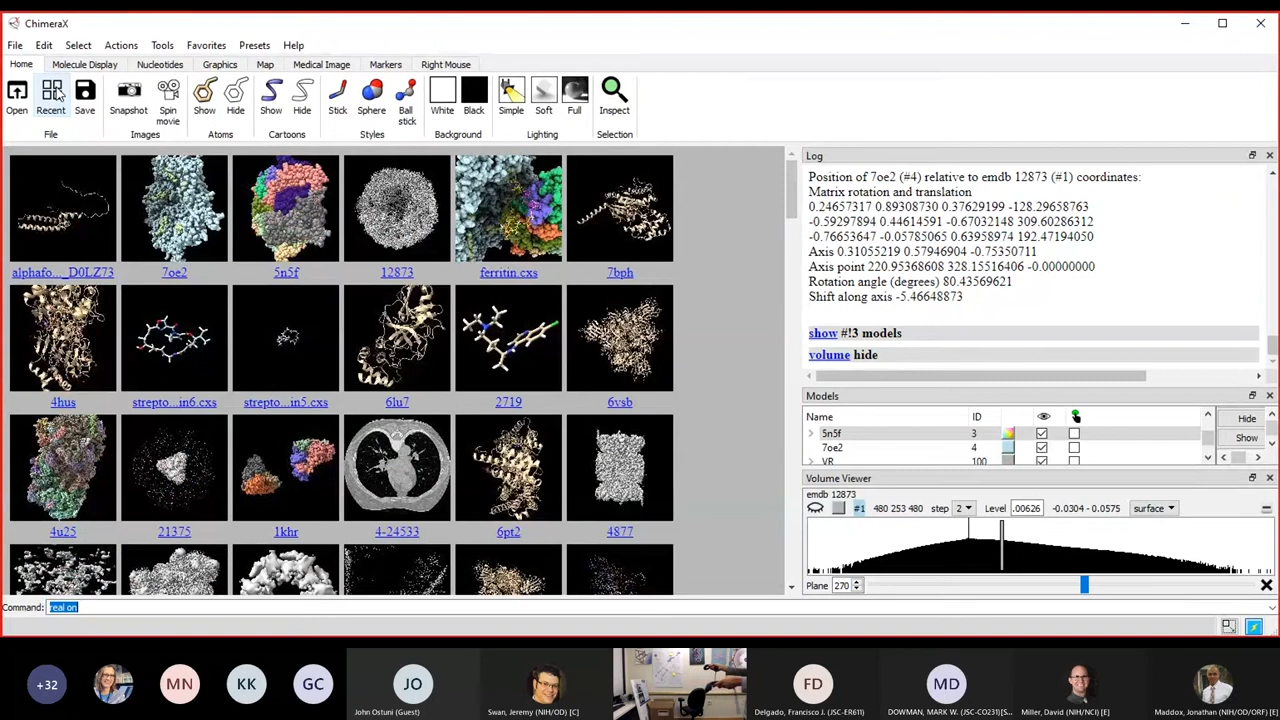 ChimeraX
File Edit Select Actions Tools Favorites Presets Help
Home Molecule Display Nucleotides Graphics Map Medical Image Markers Right Mouse
Open Recent Save Snapshot Spin movie Show Hide Show Hide Stick Sphere Ball stick White Black Simple Soft Full Inspect
File Images Atoms Cartoons Styles Background Lighting Selection
alphafo..._D0LZ73 7oe2 5n5f 12873 ferritin.cxs 7bph
4hus strepto...in6.cxs strepto...in5.cxs 6lu7 2719 6vsb
4u25 21375 1khr 4-24533 6pt2 4877
Log
Position of 7oe2 (#4) relative to emdb 12873 (#1) coordinates:
Matrix rotation and translation
0.24657317 0.89308730 0.37629199 -128.29658763
-0.59297894 0.44614591 -0.67032148 309.60286312
-0.76653647 -0.05785065 0.63958974 192.47194050
Axis 0.31055219 0.57946904 -0.75350711
Axis point 220.95368608 328.15516406 -0.00000000
Rotation angle (degrees) 80.43569621
Shift along axis -5.46648873
show #!3 models
volume hide
Models
Name ID
5n5f 3
7oe2 4
VR 100
Hide
Show
Volume Viewer
emdb 12873
#1 480 253 480 step 2 Level .00626 -0.0304 - 0.0575 surface
Plane 270
Command: real on
+32 MN KK GC JO FD MD
John Ostuni (Guest) Swan, Jeremy (NIH/OD) [C] Delgado, Francisco J. (JSC-ER611) DOWMAN, MARK W. (JSC-CO231)[S... Miller, David (NIH/NCI) [E] Maddox, Jonathan (NIH/OD/ORF) [E]